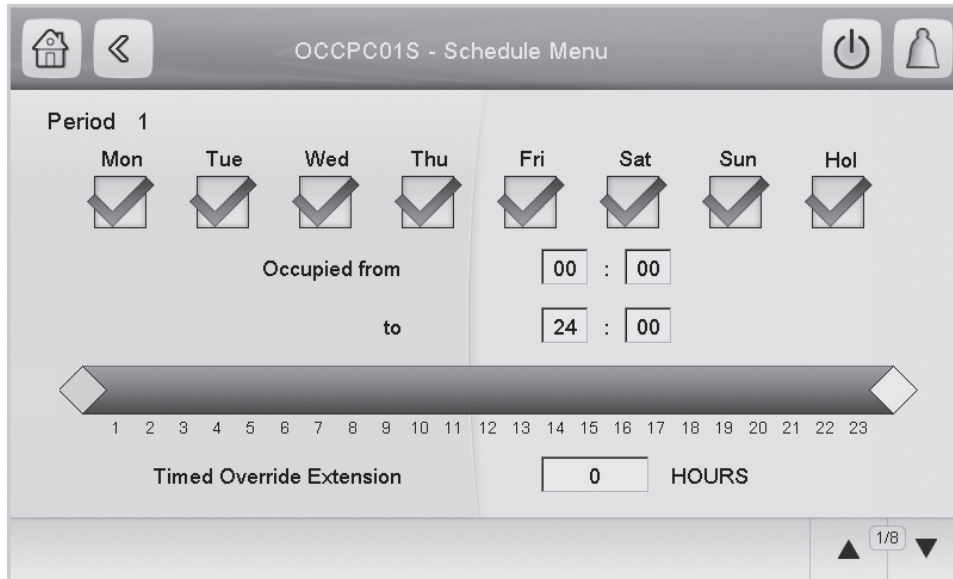 OCCPC01S - Schedule Menu
Period 1
Mon Tue Wed Thu Fri Sat Sun Hol
Occupied from 00 : 00
to 24 : 00
1 2 3 4 5 6 7 8 9 10 11 12 13 14 15 16 17 18 19 20 21 22 23
Timed Override Extension 0 HOURS
1/8